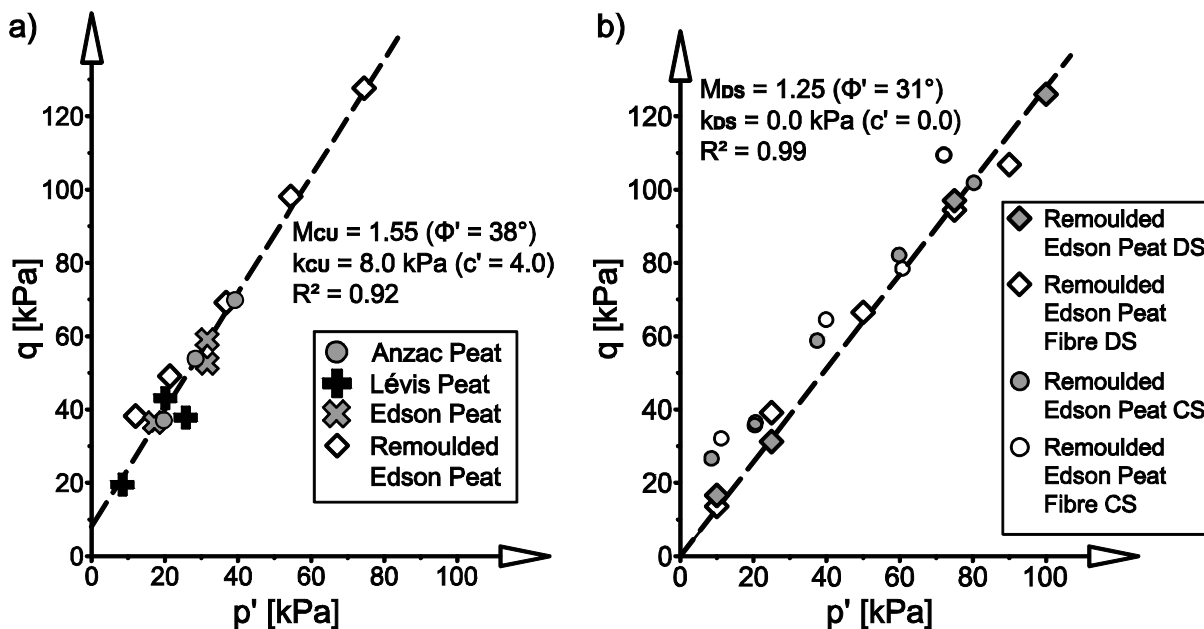 a)
q [kPa]
120
100
80
60
40
20
0
0 20 40 60 80 100
p' [kPa]
MCU = 1.55 (Φ' = 38°)
kCU = 8.0 kPa (c' = 4.0)
R² = 0.92
Anzac Peat
Lévis Peat
Edson Peat
Remoulded
Edson Peat
b)
q [kPa]
120
100
80
60
40
20
0
0 20 40 60 80 100
p' [kPa]
MDS = 1.25 (Φ' = 31°)
kDS = 0.0 kPa (c' = 0.0)
R² = 0.99
Remoulded
Edson Peat DS
Remoulded
Edson Peat
Fibre DS
Remoulded
Edson Peat CS
Remoulded
Edson Peat
Fibre CS